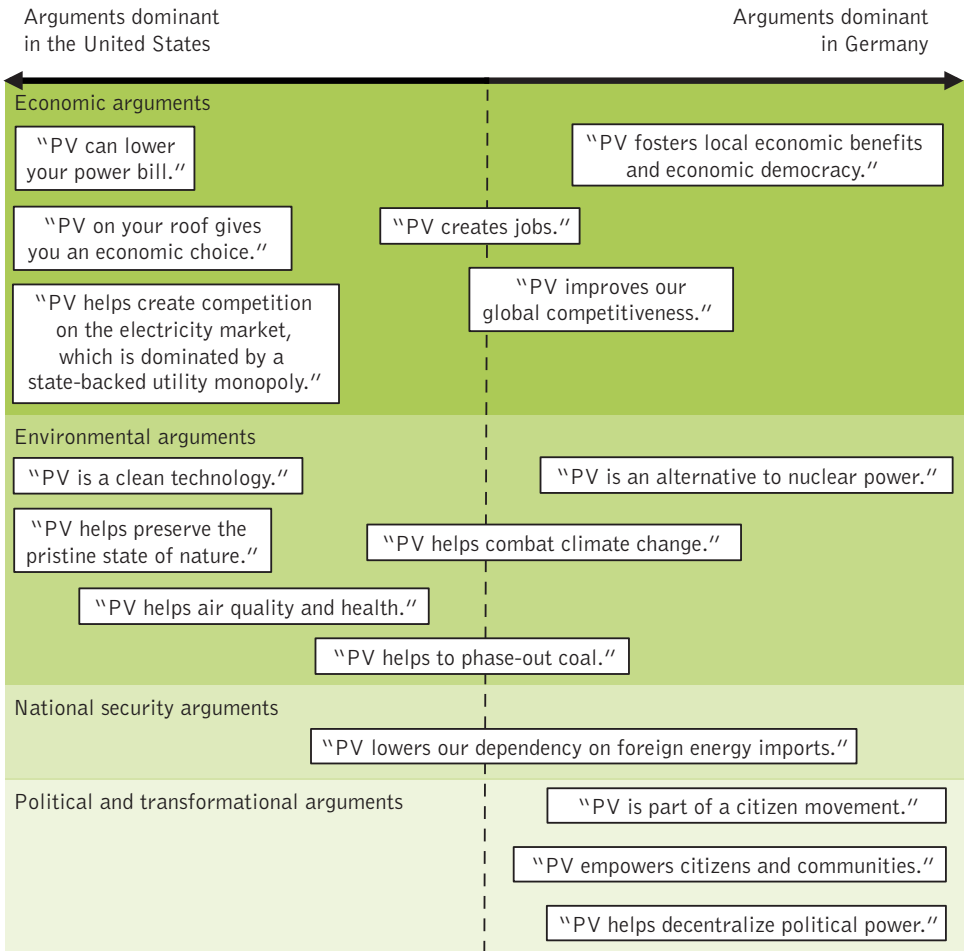 Arguments dominant
in the United States
Arguments dominant
in Germany
Economic arguments
“PV can lower
your power bill.”
“PV fosters local economic benefits
and economic democracy.”
“PV on your roof gives
you an economic choice.”
“PV creates jobs.”
“PV improves our
global competitiveness.”
“PV helps create competition
on the electricity market,
which is dominated by a
state-backed utility monopoly.”
Environmental arguments
“PV is a clean technology.”
“PV is an alternative to nuclear power.”
“PV helps preserve the
pristine state of nature.”
“PV helps combat climate change.”
“PV helps air quality and health.”
“PV helps to phase-out coal.”
National security arguments
“PV lowers our dependency on foreign energy imports.”
Political and transformational arguments
“PV is part of a citizen movement.”
“PV empowers citizens and communities.”
“PV helps decentralize political power.”